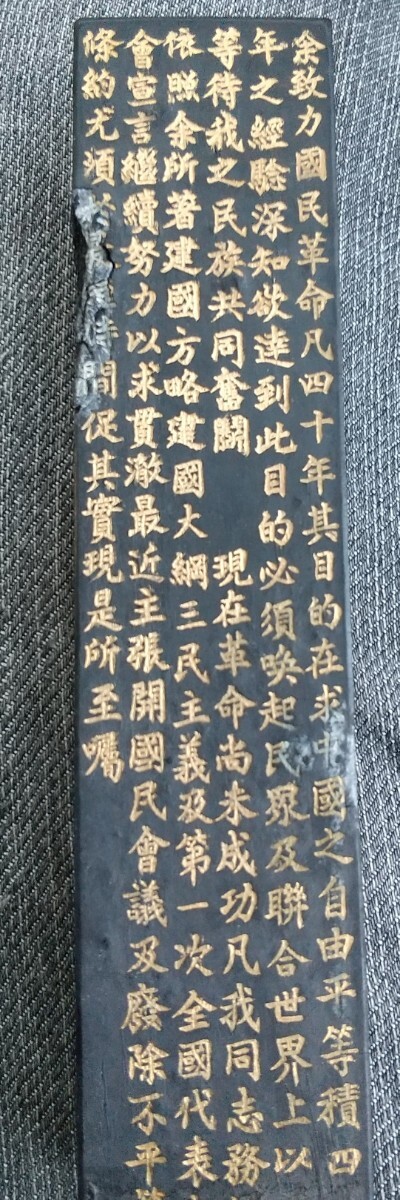 余致力國民革命凡四十年其目的在求中國之自由平等積四
年之經驗深知欲達到此目的必須喚起民眾及聯合世界上以
等待我之民族共同奮鬭 現在革命尚未成功凡我同志務
依照余所著建國方略建國大綱三民主義及第一次全國代表
會宣言繼續努力以求貫澈最近主張開國民會議及廢除不平
條約尤須 間促其實現是所至囑